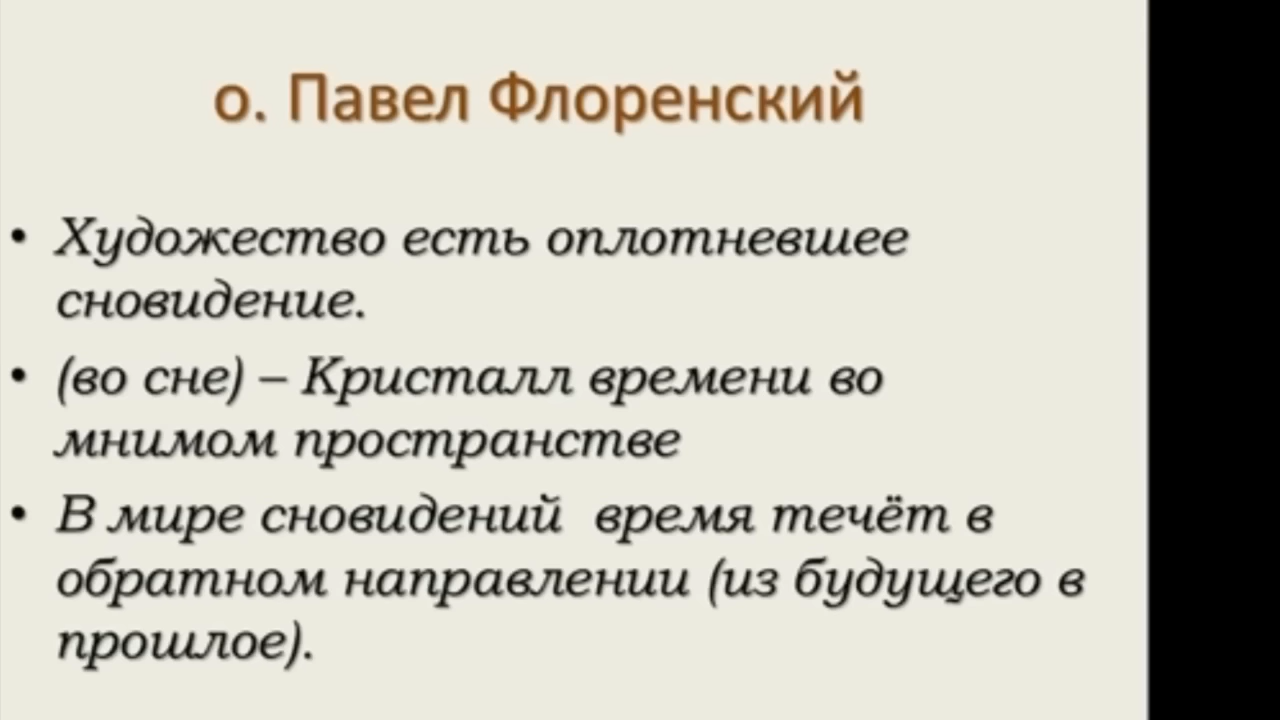 о. Павел Флоренский
• Художество есть оплотневшее
сновидение.
• (во сне) – Кристалл времени во
мнимом пространстве
• В мире сновидений время течёт в
обратном направлении (из будущего в
прошлое).